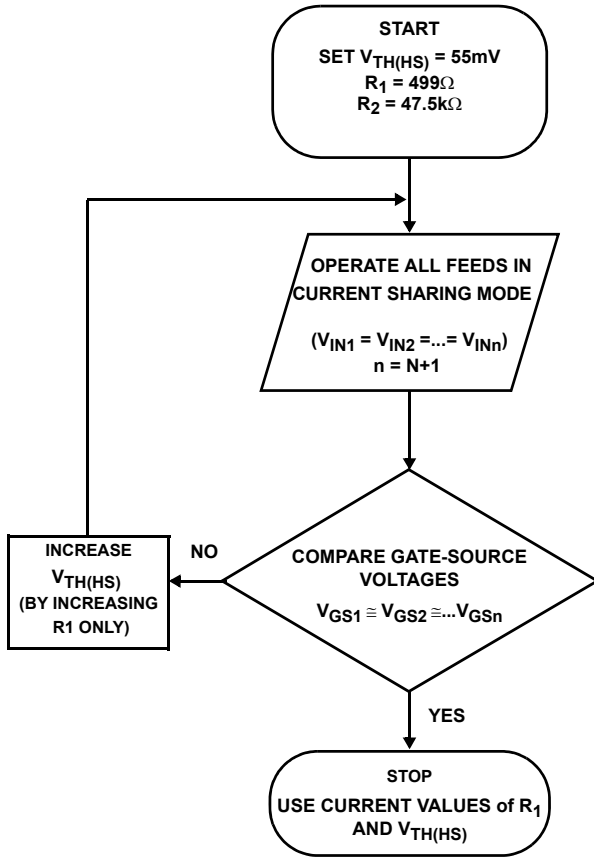 START
SET V_TH(HS) = 55mV
R_1 = 499Ω
R_2 = 47.5kΩ
OPERATE ALL FEEDS IN
CURRENT SHARING MODE
(V_IN1 = V_IN2 =...= V_INn)
n = N+1
COMPARE GATE-SOURCE
VOLTAGES
V_GS1 ≅ V_GS2 ≅...V_GSn
NO
INCREASE
V_TH(HS)
(BY INCREASING
R1 ONLY)
YES
STOP
USE CURRENT VALUES of R_1
AND V_TH(HS)